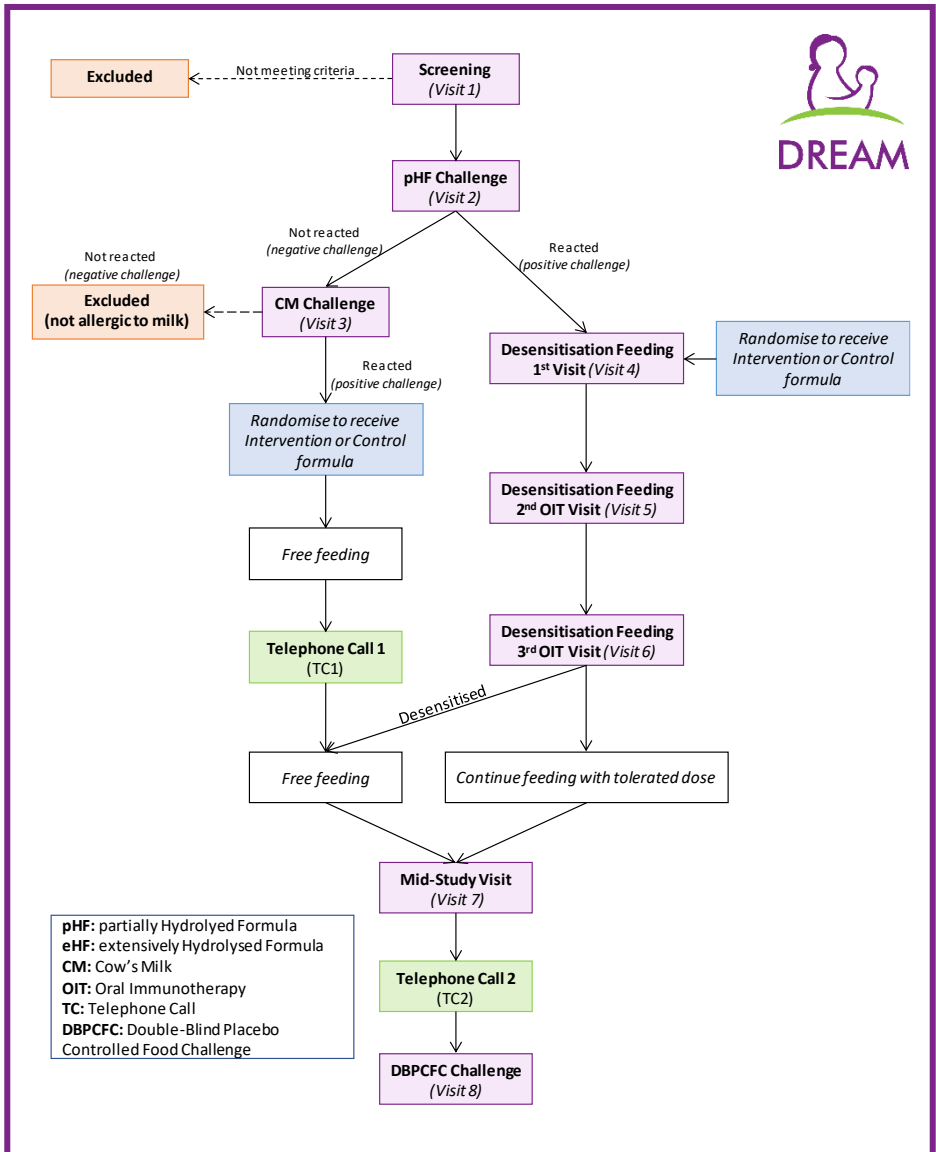 Excluded
Not meeting criteria
Screening
(Visit 1)
DREAM
pHF Challenge
(Visit 2)
Not reacted
(negative challenge)
Reacted
(positive challenge)
Not reacted
(negative challenge)
Excluded
(not allergic to milk)
CM Challenge
(Visit 3)
Desensitisation Feeding
1st Visit (Visit 4)
Randomise to receive
Intervention or Control
formula
Reacted
(positive challenge)
Randomise to receive
Intervention or Control
formula
Desensitisation Feeding
2nd OIT Visit (Visit 5)
Free feeding
Telephone Call 1
(TC1)
Desensitisation Feeding
3rd OIT Visit (Visit 6)
Desensitised
Free feeding
Continue feeding with tolerated dose
Mid-Study Visit
(Visit 7)
pHF: partially Hydrolyed Formula
eHF: extensively Hydrolysed Formula
CM: Cow's Milk
OIT: Oral Immunotherapy
TC: Telephone Call
DBPCFC: Double-Blind Placebo
Controlled Food Challenge
Telephone Call 2
(TC2)
DBPCFC Challenge
(Visit 8)